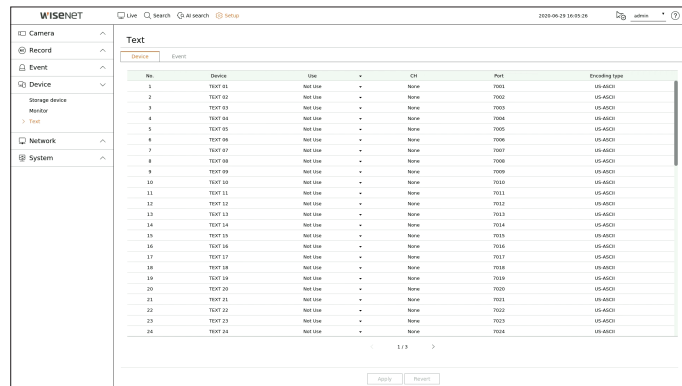 WISENET Live Search AI search Setup 2020-06-29 16:05:26 admin ?
Camera
Record
Event
Device
Storage device
Monitor
> Text
Network
System
Text
Device Event
No. Device Use CH Port Encoding type
1 TEXT 01 Not Use None 7001 US-ASCII
2 TEXT 02 Not Use None 7002 US-ASCII
3 TEXT 03 Not Use None 7003 US-ASCII
4 TEXT 04 Not Use None 7004 US-ASCII
5 TEXT 05 Not Use None 7005 US-ASCII
6 TEXT 06 Not Use None 7006 US-ASCII
7 TEXT 07 Not Use None 7007 US-ASCII
8 TEXT 08 Not Use None 7008 US-ASCII
9 TEXT 09 Not Use None 7009 US-ASCII
10 TEXT 10 Not Use None 7010 US-ASCII
11 TEXT 11 Not Use None 7011 US-ASCII
12 TEXT 12 Not Use None 7012 US-ASCII
13 TEXT 13 Not Use None 7013 US-ASCII
14 TEXT 14 Not Use None 7014 US-ASCII
15 TEXT 15 Not Use None 7015 US-ASCII
16 TEXT 16 Not Use None 7016 US-ASCII
17 TEXT 17 Not Use None 7017 US-ASCII
18 TEXT 18 Not Use None 7018 US-ASCII
19 TEXT 19 Not Use None 7019 US-ASCII
20 TEXT 20 Not Use None 7020 US-ASCII
21 TEXT 21 Not Use None 7021 US-ASCII
22 TEXT 22 Not Use None 7022 US-ASCII
23 TEXT 23 Not Use None 7023 US-ASCII
24 TEXT 24 Not Use None 7024 US-ASCII
< 1 / 3 >
Apply Revert